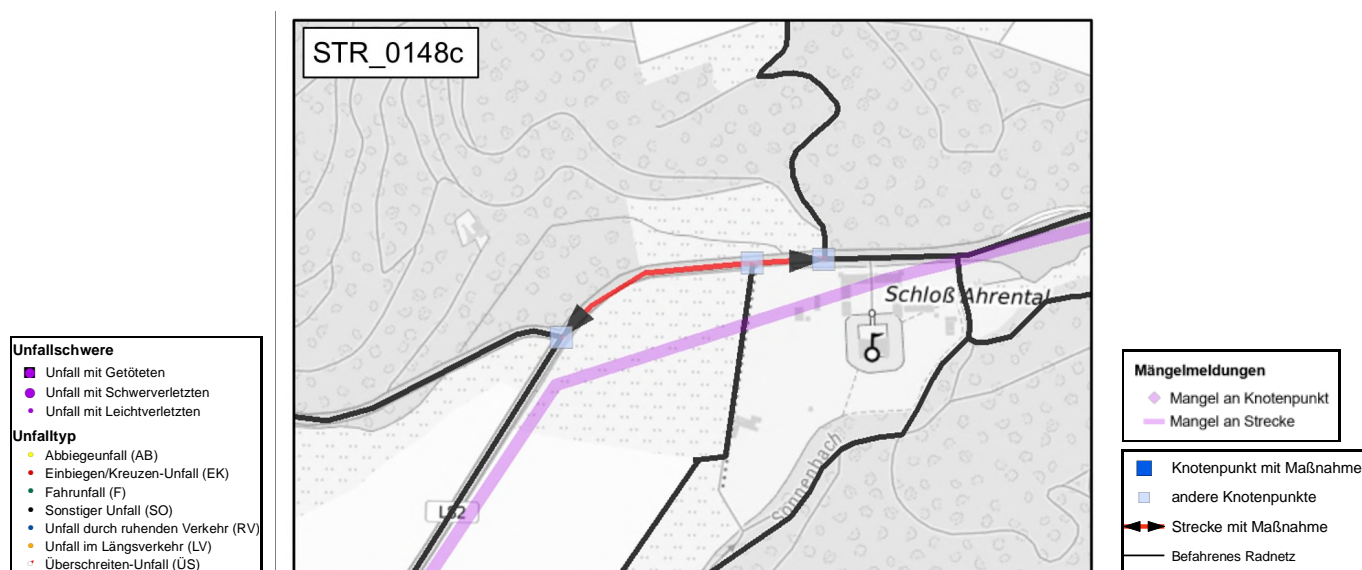 STR_0148c
Schloß Ahrental
Sonnenbach
L82
Unfallschwere
Unfall mit Getöteten
Unfall mit Schwerverletzten
Unfall mit Leichtverletzten
Unfalltyp
Abbiegeunfall (AB)
Einbiegen/Kreuzen-Unfall (EK)
Fahrunfall (F)
Sonstiger Unfall (SO)
Unfall durch ruhenden Verkehr (RV)
Unfall im Längsverkehr (LV)
Überschreiten-Unfall (ÜS)
Mängelmeldungen
Mangel an Knotenpunkt
Mangel an Strecke
Knotenpunkt mit Maßnahme
andere Knotenpunkte
Strecke mit Maßnahme
Befahrenes Radnetz